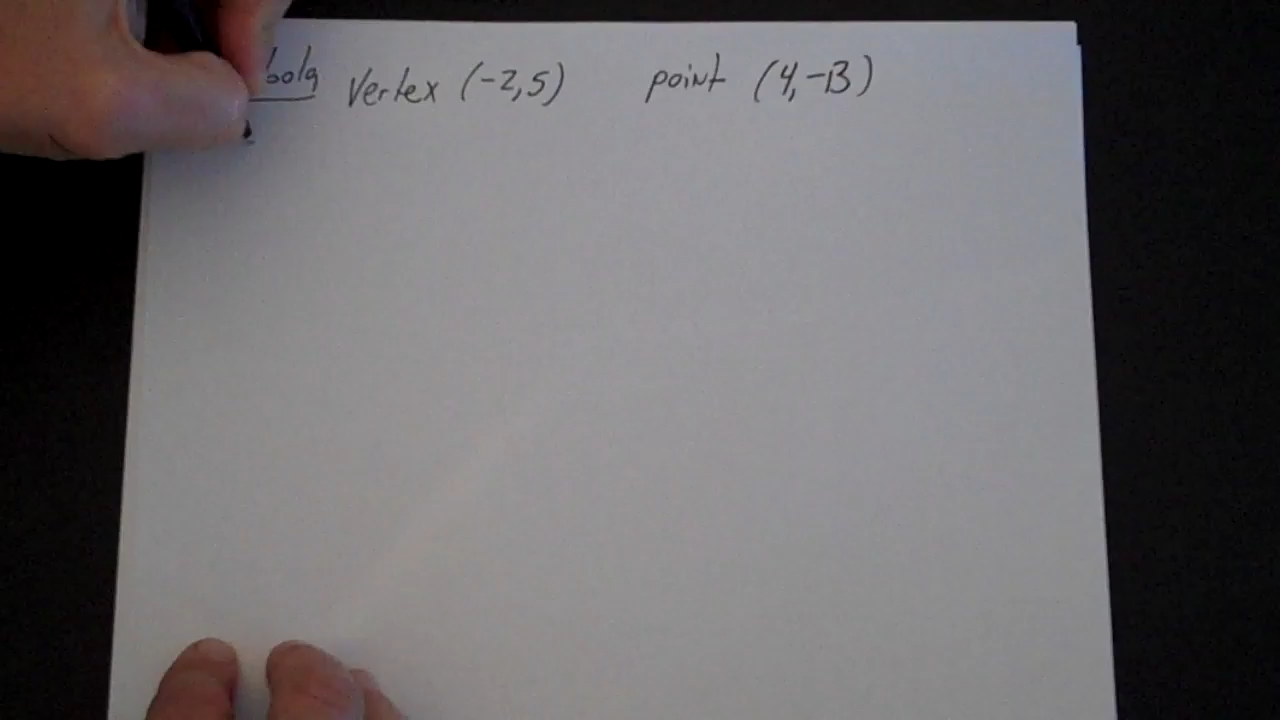 bola Vertex (-2,5) point (4,-13)